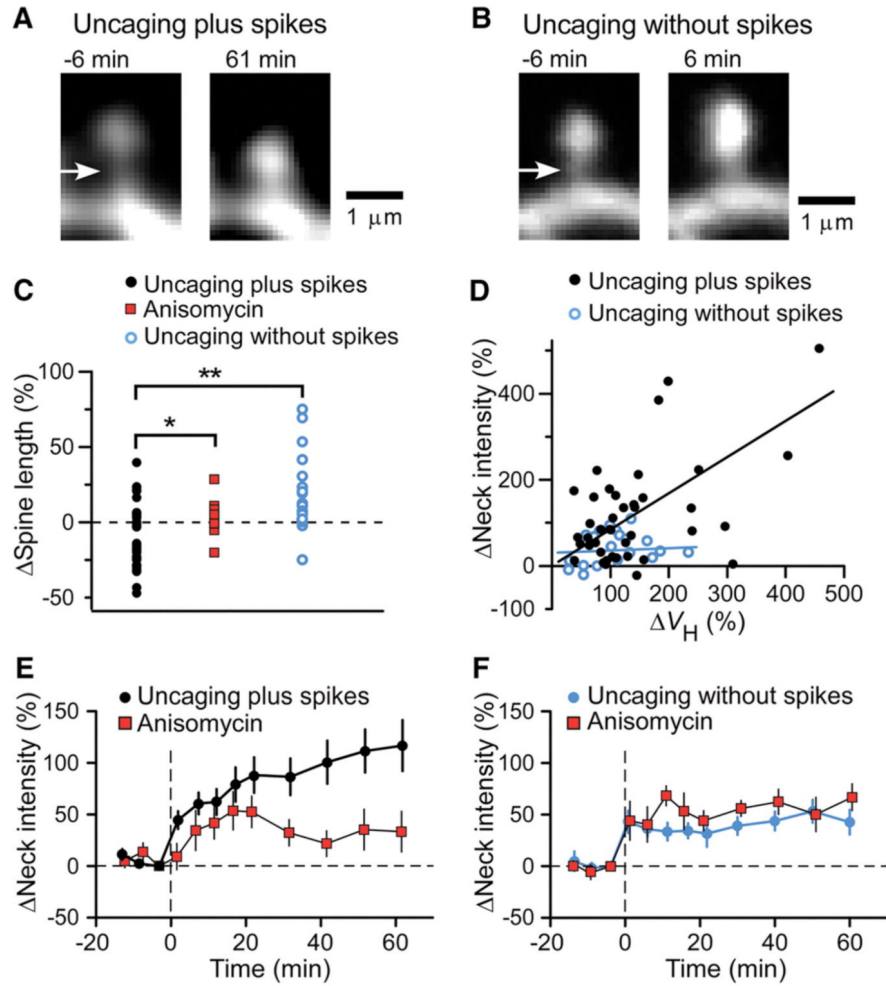 A
Uncaging plus spikes
-6 min
61 min
1 μm
B
Uncaging without spikes
-6 min
6 min
1 μm
C
Uncaging plus spikes
Anisomycin
Uncaging without spikes
ΔSpine length (%)
100
50
0
-50
*
**
D
Uncaging plus spikes
Uncaging without spikes
ΔNeck intensity (%)
400
200
0
-100
100
200
300
400
500
ΔVH (%)
E
Uncaging plus spikes
Anisomycin
ΔNeck intensity (%)
150
100
50
0
-50
-20
0
20
40
60
Time (min)
F
Uncaging without spikes
Anisomycin
ΔNeck intensity (%)
150
100
50
0
-50
-20
0
20
40
60
Time (min)